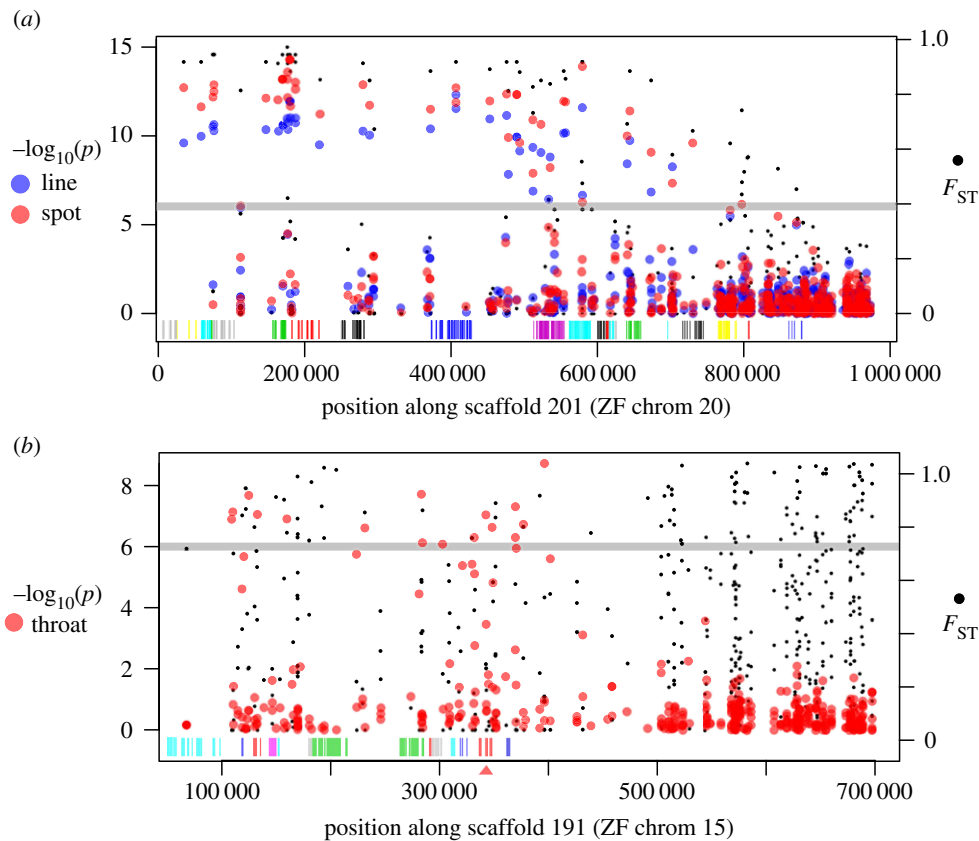 (a)
15
1.0
10
–log10(p)
line
spot
FST
5
0
0
0
200 000
400 000
600 000
800 000
1 000 000
position along scaffold 201 (ZF chrom 20)
(b)
8
1.0
6
–log10(p)
throat
4
FST
2
0
0
100 000
300 000
500 000
700 000
position along scaffold 191 (ZF chrom 15)